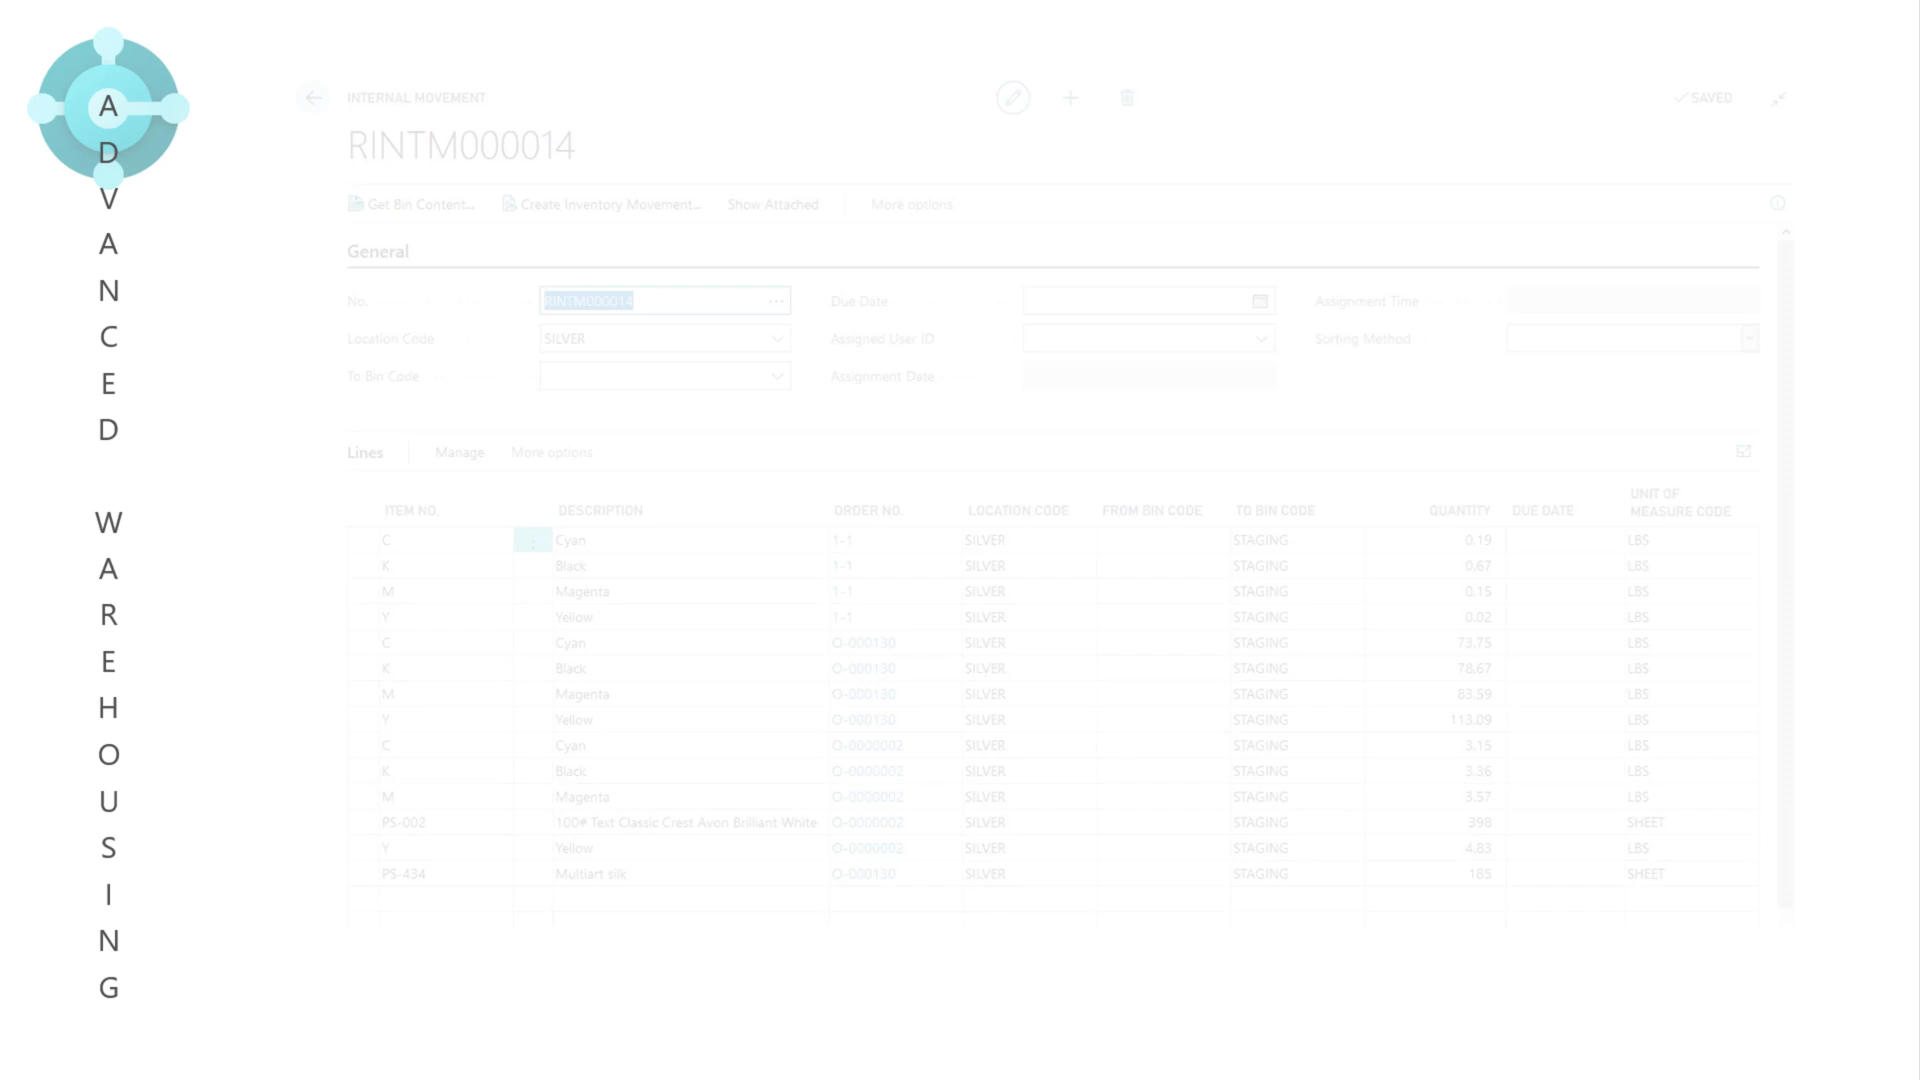 ADVANCED WAREHOUSING
INTERNAL MOVEMENT
SAVED
RINTM000014
Get Bin Content... Create Inventory Movement... Show Attached More options
General
No. RINTM000014 ... Due Date Assignment Time
Location Code SILVER Assigned User ID Sorting Method
To Bin Code Assignment Date
Lines Manage More options
ITEM NO. DESCRIPTION ORDER NO. LOCATION CODE FROM BIN CODE TO BIN CODE QUANTITY DUE DATE UNIT OF MEASURE CODE
C Cyan 1-1 SILVER STAGING 0.19 LBS
K Black 1-1 SILVER STAGING 0.67 LBS
M Magenta 1-1 SILVER STAGING 0.15 LBS
Y Yellow 1-1 SILVER STAGING 0.02 LBS
C Cyan O-000130 SILVER STAGING 73.75 LBS
K Black O-000130 SILVER STAGING 78.67 LBS
M Magenta O-000130 SILVER STAGING 83.59 LBS
Y Yellow O-000130 SILVER STAGING 113.09 LBS
C Cyan O-0000002 SILVER STAGING 3.15 LBS
K Black O-0000002 SILVER STAGING 3.36 LBS
M Magenta O-0000002 SILVER STAGING 3.57 LBS
PS-002 100# Text Classic Crest Avon Brilliant White O-0000002 SILVER STAGING 398 SHEET
Y Yellow O-0000002 SILVER STAGING 4.83 LBS
PS-434 Multiart silk O-000130 SILVER STAGING 185 SHEET